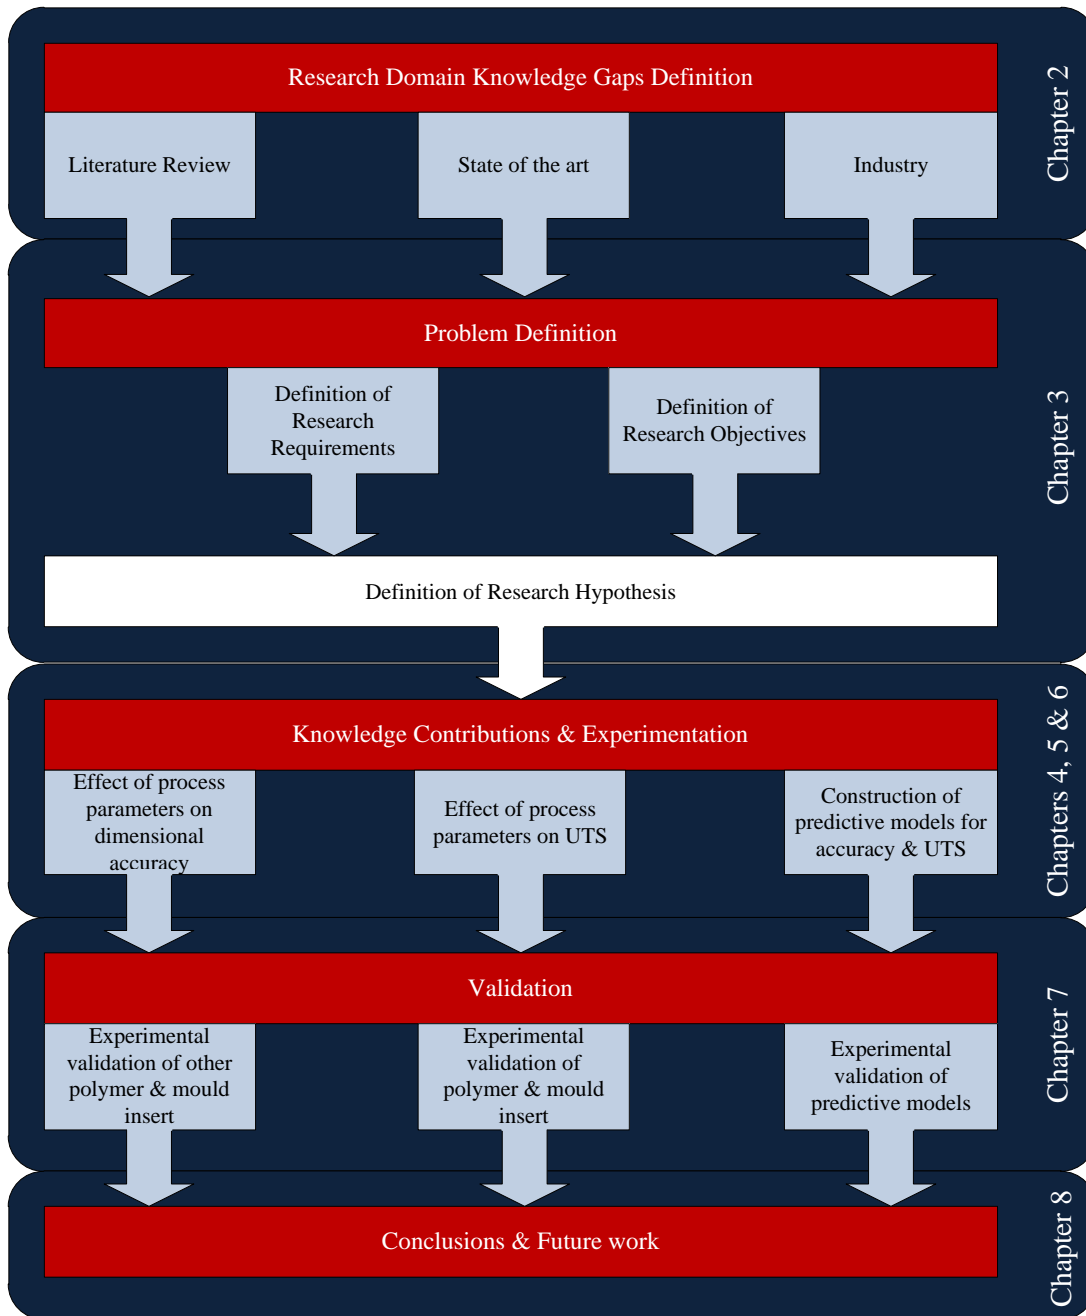 Research Domain Knowledge Gaps Definition
Literature Review
State of the art
Industry
Chapter 2
Problem Definition
Definition of
Research
Requirements
Definition of
Research Objectives
Definition of Research Hypothesis
Chapter 3
Knowledge Contributions & Experimentation
Effect of process
parameters on
dimensional
accuracy
Effect of process
parameters on UTS
Construction of
predictive models for
accuracy & UTS
Chapters 4, 5 & 6
Validation
Experimental
validation of other
polymer & mould
insert
Experimental
validation of
polymer & mould
insert
Experimental
validation of
predictive models
Chapter 7
Conclusions & Future work
Chapter 8